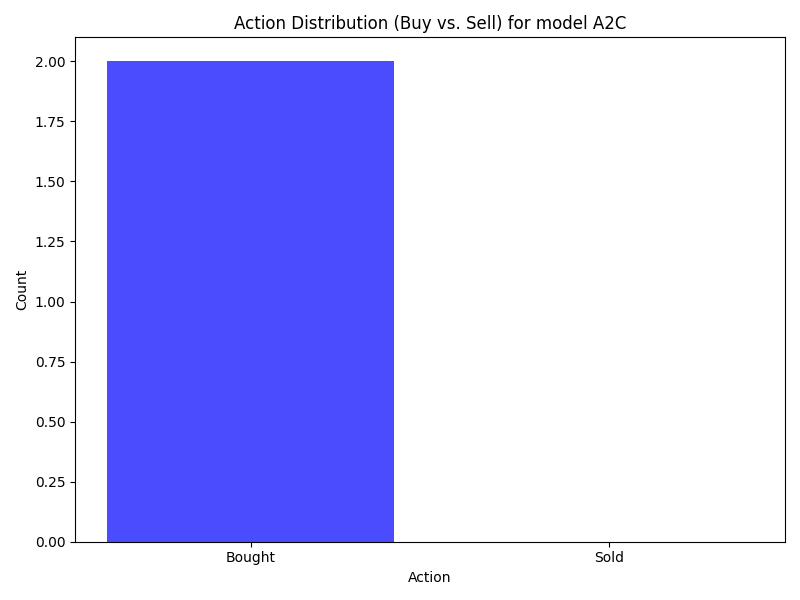 Action Distribution (Buy vs. Sell) for model A2C
2.00
1.75
1.50
1.25
1.00
0.75
0.50
0.25
0.00
Count
Bought
Sold
Action